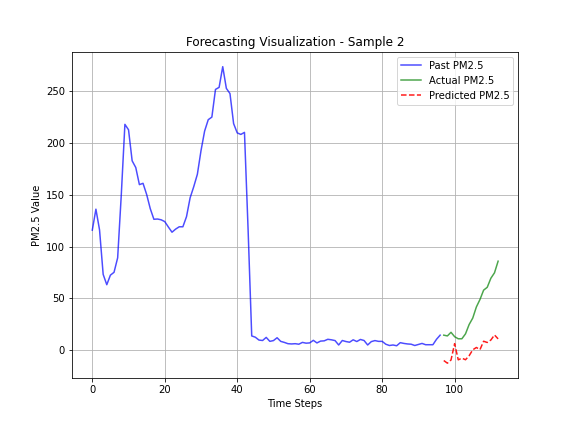 Forecasting Visualization - Sample 2
Past PM2.5
Actual PM2.5
Predicted PM2.5
PM2.5 Value
250
200
150
100
50
0
0 20 40 60 80 100
Time Steps